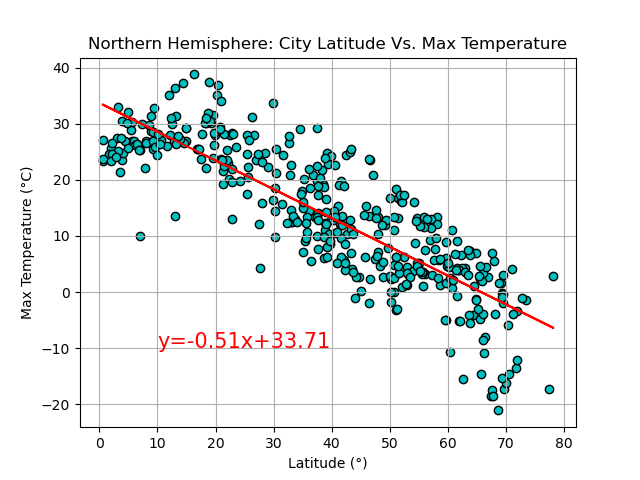 Northern Hemisphere: City Latitude Vs. Max Temperature
Max Temperature (°C)
40
30
20
10
0
−10
−20
y=-0.51x+33.71
0 10 20 30 40 50 60 70 80
Latitude (°)